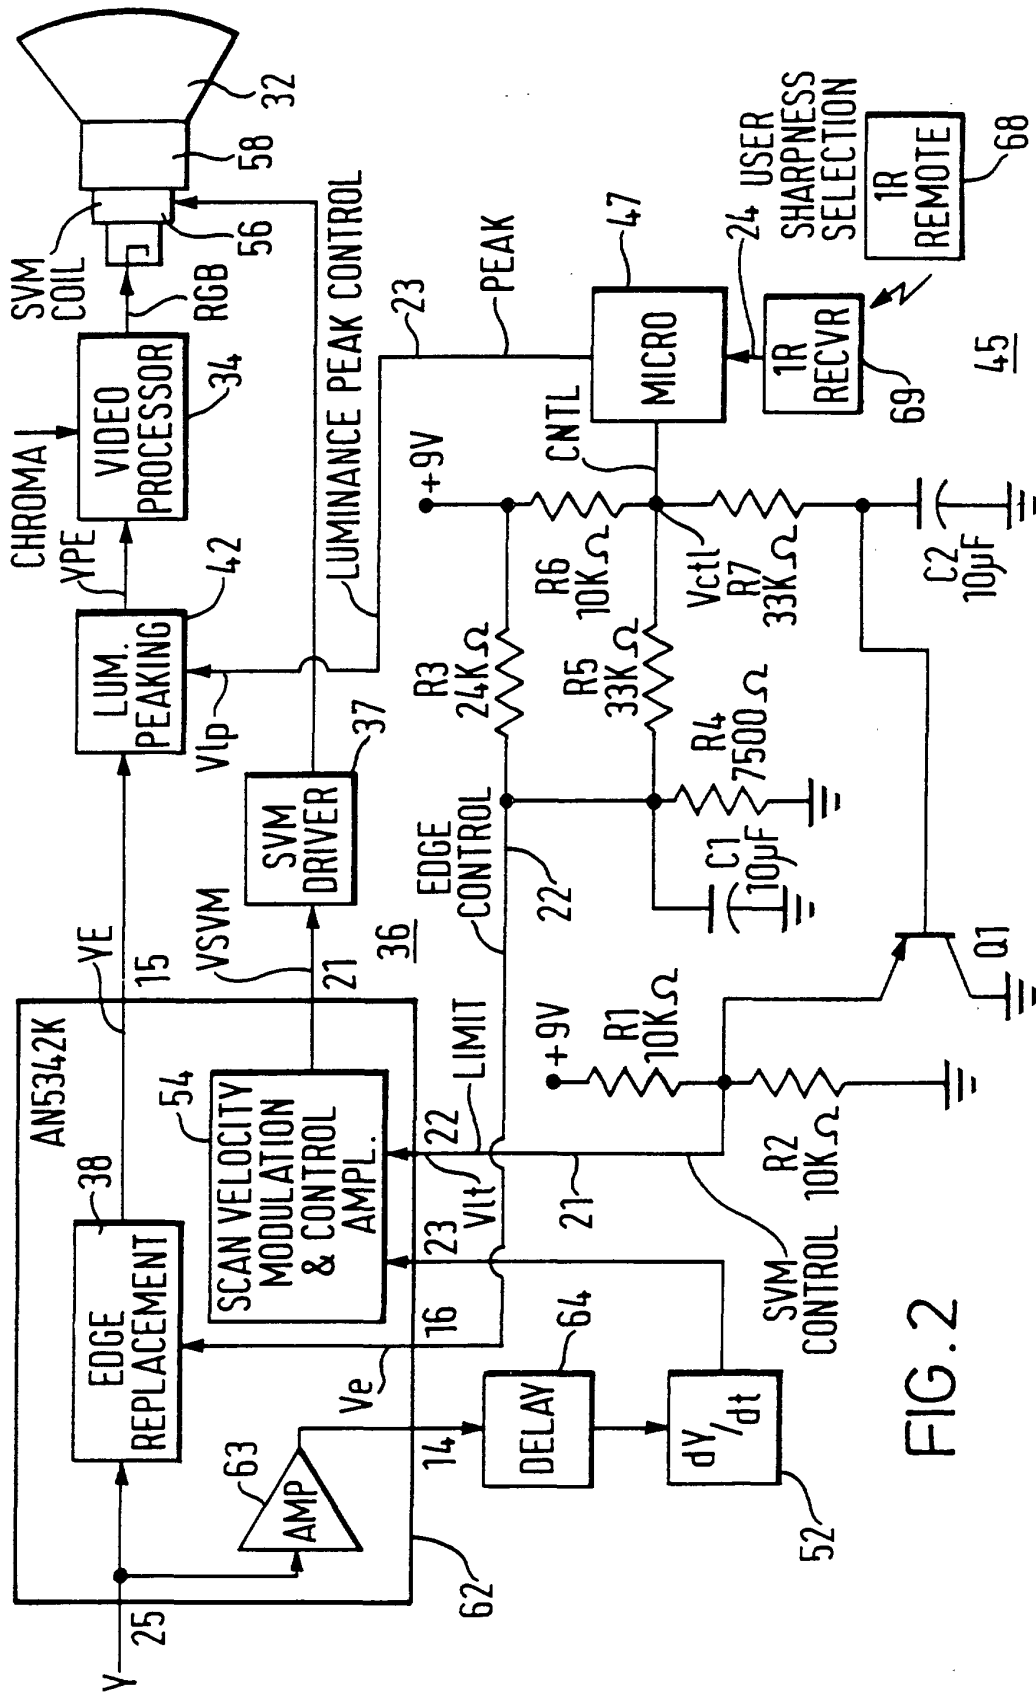 Y
25
AN5342K
EDGE
REPLACEMENT
38
YE
15
LUM.
PEAKING
42
YPE
CHROMA
VIDEO
PROCESSOR
34
RGB
SVM
COIL
56
58
32
63
AMP
62
SCAN VELOCITY
MODULATION
& CONTROL
AMPL.
54
VSVM
21
36
SVM
DRIVER
37
Vlp
LUMINANCE PEAK CONTROL
Ve
16
23
Vlt
22
LIMIT
21
14
DELAY
64
dY/dt
52
SVM
CONTROL
EDGE
CONTROL
22
+9V
R1
10KΩ
R2
10KΩ
Q1
R3
24KΩ
+9V
R6
10KΩ
R5
33KΩ
R4
7500Ω
C1
10µF
Vctl
R7
33KΩ
C2
10µF
CNTL
23
PEAK
MICRO
47
24
USER
SHARPNESS
SELECTION
1R
RECVR
69
1R
REMOTE
68
45
FIG. 2